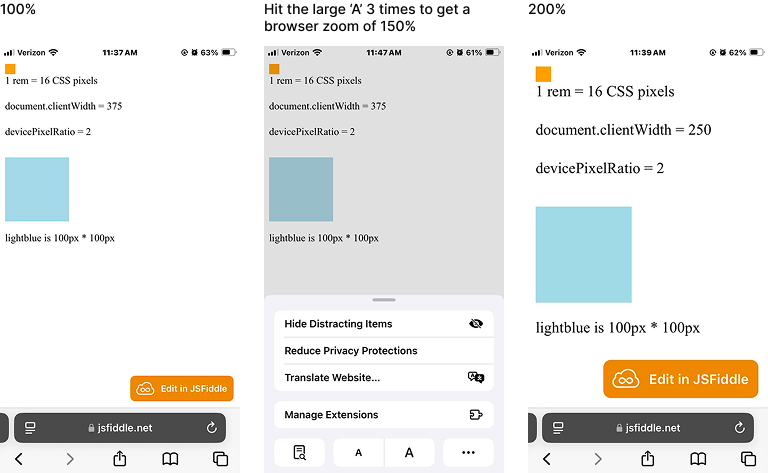 100%
Verizon 11:37 AM 63%
1 rem = 16 CSS pixels
document.clientWidth = 375
devicePixelRatio = 2
lightblue is 100px * 100px
Edit in JSFiddle
jsfiddle.net
Hit the large ‘A’ 3 times to get a
browser zoom of 150%
Verizon 11:47 AM 61%
1 rem = 16 CSS pixels
document.clientWidth = 375
devicePixelRatio = 2
lightblue is 100px * 100px
Hide Distracting Items
Reduce Privacy Protections
Translate Website...
Manage Extensions
A A
200%
Verizon 11:39 AM 62%
1 rem = 16 CSS pixels
document.clientWidth = 250
devicePixelRatio = 2
lightblue is 100px * 100px
Edit in JSFiddle
jsfiddle.net